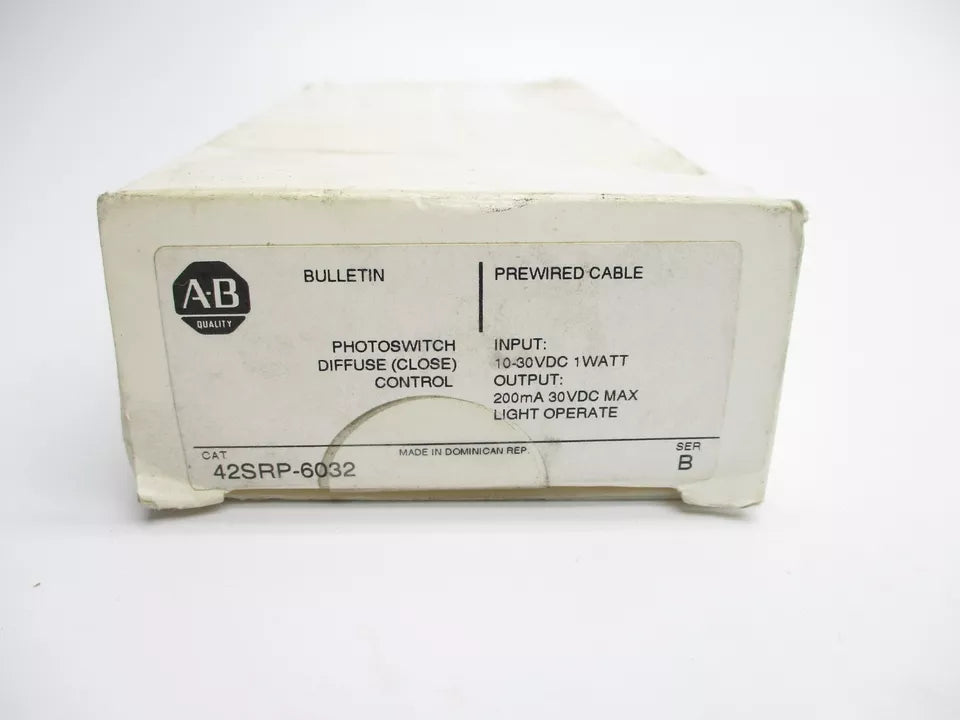 A-B
QUALITY
BULLETIN
PREWIRED CABLE
PHOTOSWITCH
DIFFUSE (CLOSE)
CONTROL
INPUT:
10-30VDC 1WATT
OUTPUT:
200mA 30VDC MAX
LIGHT OPERATE
CAT
42SRP-6032
MADE IN DOMINICAN REP.
SER
B